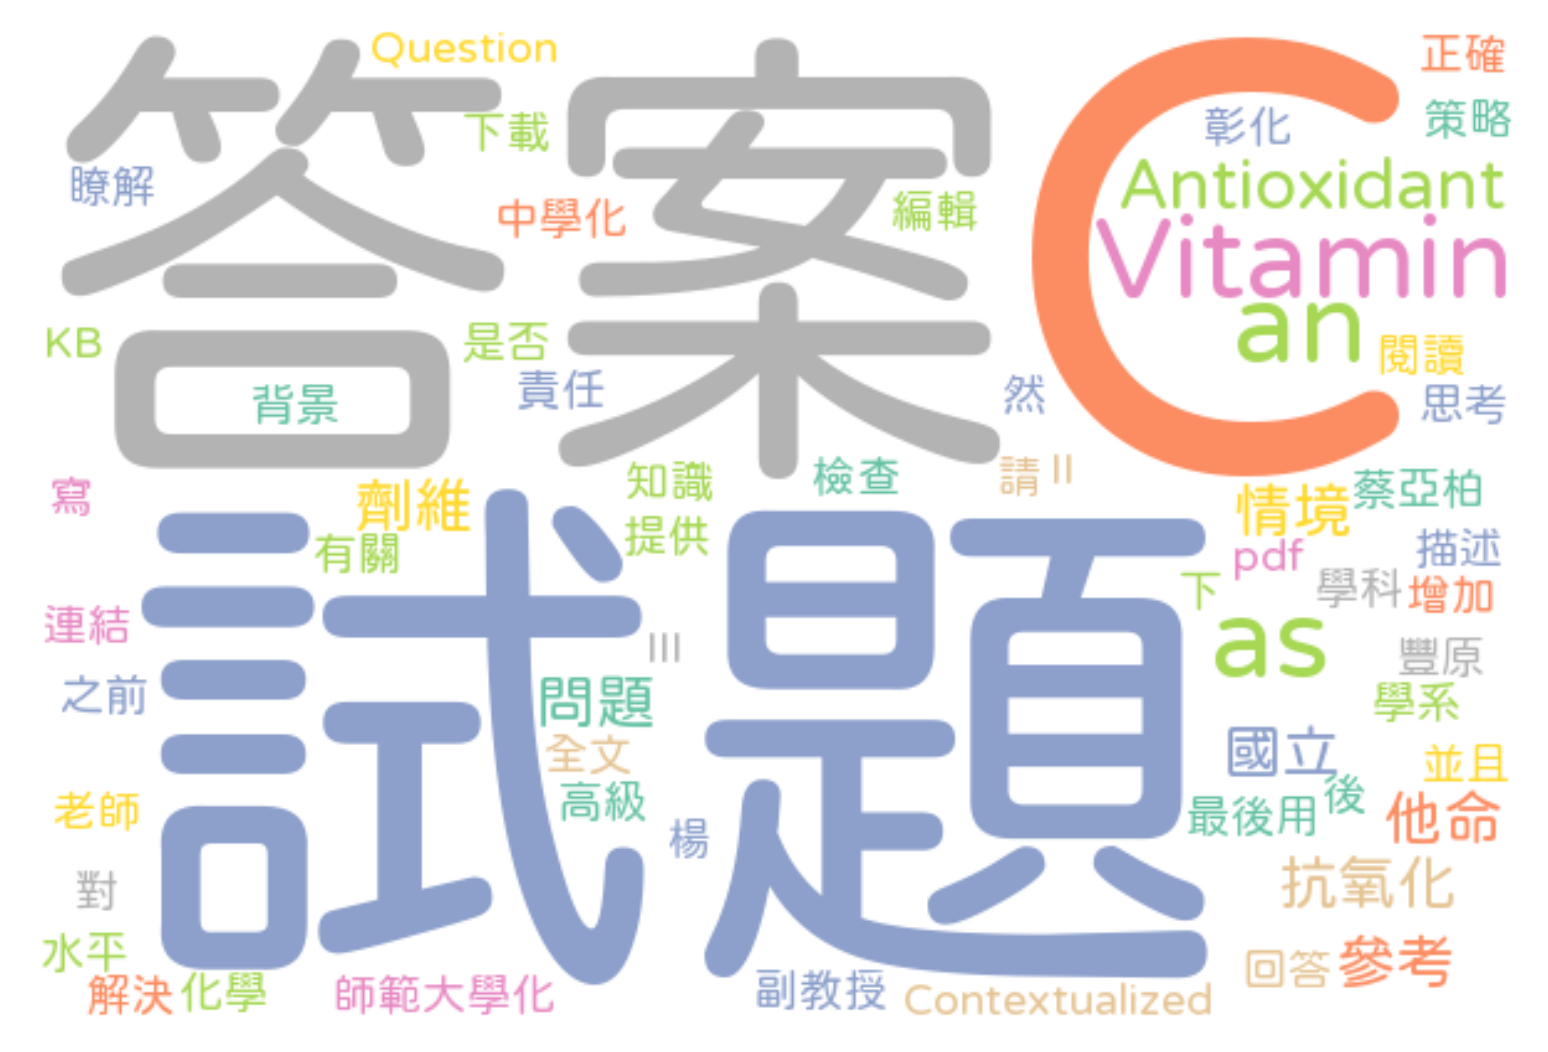 答案
C
試題
Question
下載
瞭解
中學化
編輯
正確
策略
彰化
Antioxidant
Vitamin
an
閱讀
思考
KB
是否
責任
背景
然
寫
劑維
有關
知識
提供
檢查
請
II
情境
蔡亞柏
pdf
描述
下
學科
增加
as
豐原
學系
連結
之前
III
問題
全文
高級
楊
國立
並且
最後用
後
他命
老師
對
抗氧化
水平
解決
化學
師範大學化
副教授
Contextualized
回答
參考